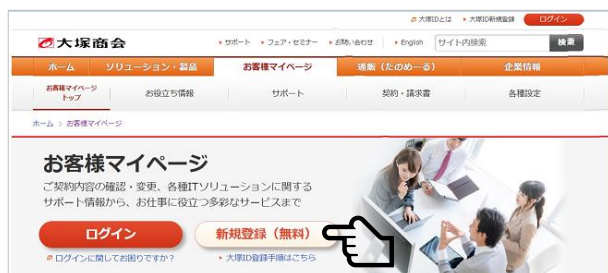 大塚IDとは 大塚ID新規登録 ログイン
大塚商会
サポート フェア・セミナー お問い合わせ English サイト内検索 検索
ホーム ソリューション・製品 お客様マイページ 通販（たのめーる） 企業情報
お客様マイページ
トップ
お役立ち情報 サポート 契約・請求書 各種設定
ホーム > お客様マイページ
お客様マイページ
ご契約内容の確認・変更、各種ITソリューションに関する
サポート情報から、お仕事に役立つ多彩なサービスまで
ログイン 新規登録（無料）
ログインに関してお困りですか？ 大塚ID登録手順はこちら